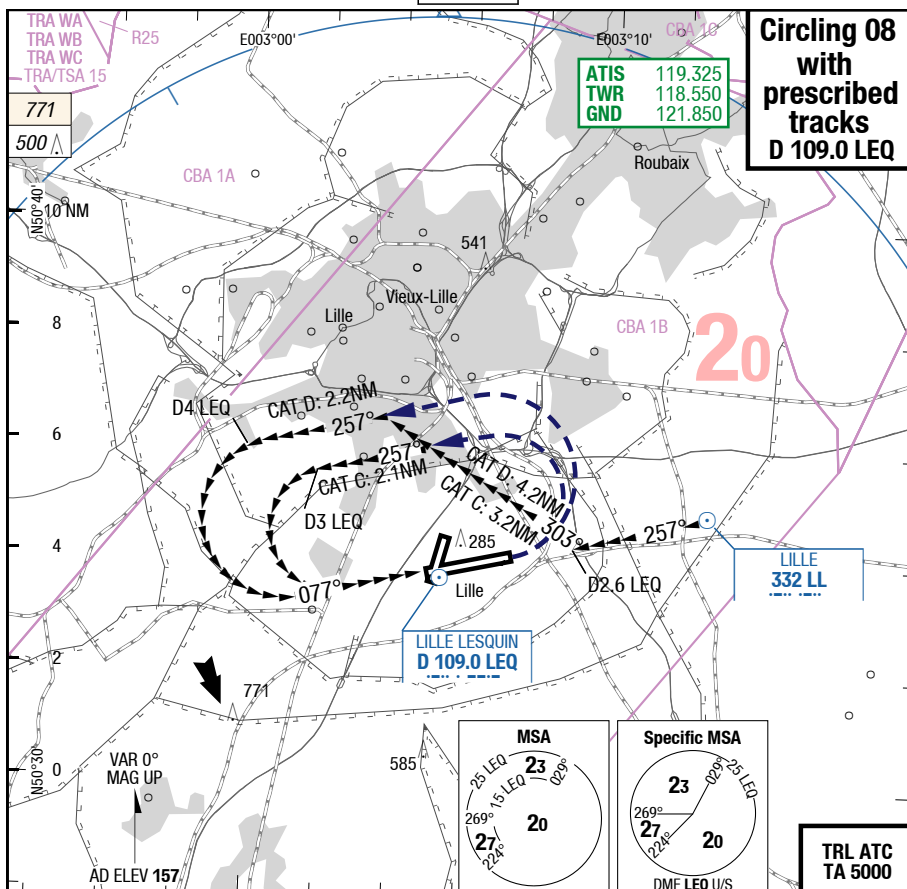 TRA WA
TRA WB
TRA WC
TRA/TSA 15
R25
E003°00'
E003°10'
CBA 1C
Circling 08
with
prescribed
tracks
D 109.0 LEQ
ATIS 119.325
TWR 118.550
GND 121.850
771
500
Roubaix
CBA 1A
N50°40'
10 NM
541
Vieux-Lille
Lille
8
CBA 1B
20
D4 LEQ
CAT D: 2.2NM
257°
6
257°
CAT C: 2.1NM
CAT D: 4.2NM
CAT C: 3.2NM
303°
D3 LEQ
257°
4
285
D2.6 LEQ
LILLE
332 LL
077°
Lille
LILLE LESQUIN
D 109.0 LEQ
2
771
585
N50°30'
0
VAR 0°
MAG UP
AD ELEV 157
MSA
25 LEQ
15 LEQ
23
029°
269°
20
27
224°
Specific MSA
23
029°
25 LEQ
269°
27
224°
20
DME LEQ U/S
TRL ATC
TA 5000